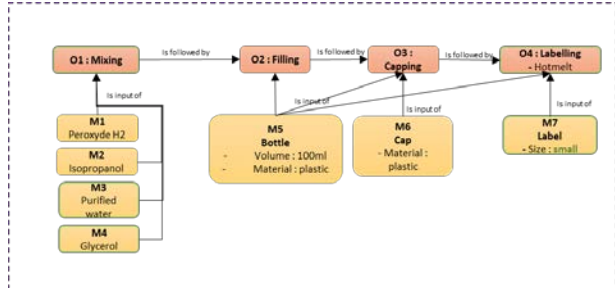 O1 : Mixing
Is followed by
O2 : Filling
Is followed by
O3 :
Capping
Is followed by
O4 : Labelling
- Hotmelt
Is input of
Is input of
Is input of
Is input of
M1
Peroxyde H2
M2
Isopropanol
M3
Purified
water
M4
Glycerol
M5
Bottle
- Volume : 100ml
- Material : plastic
M6
Cap
- Material :
plastic
M7
Label
- Size : small